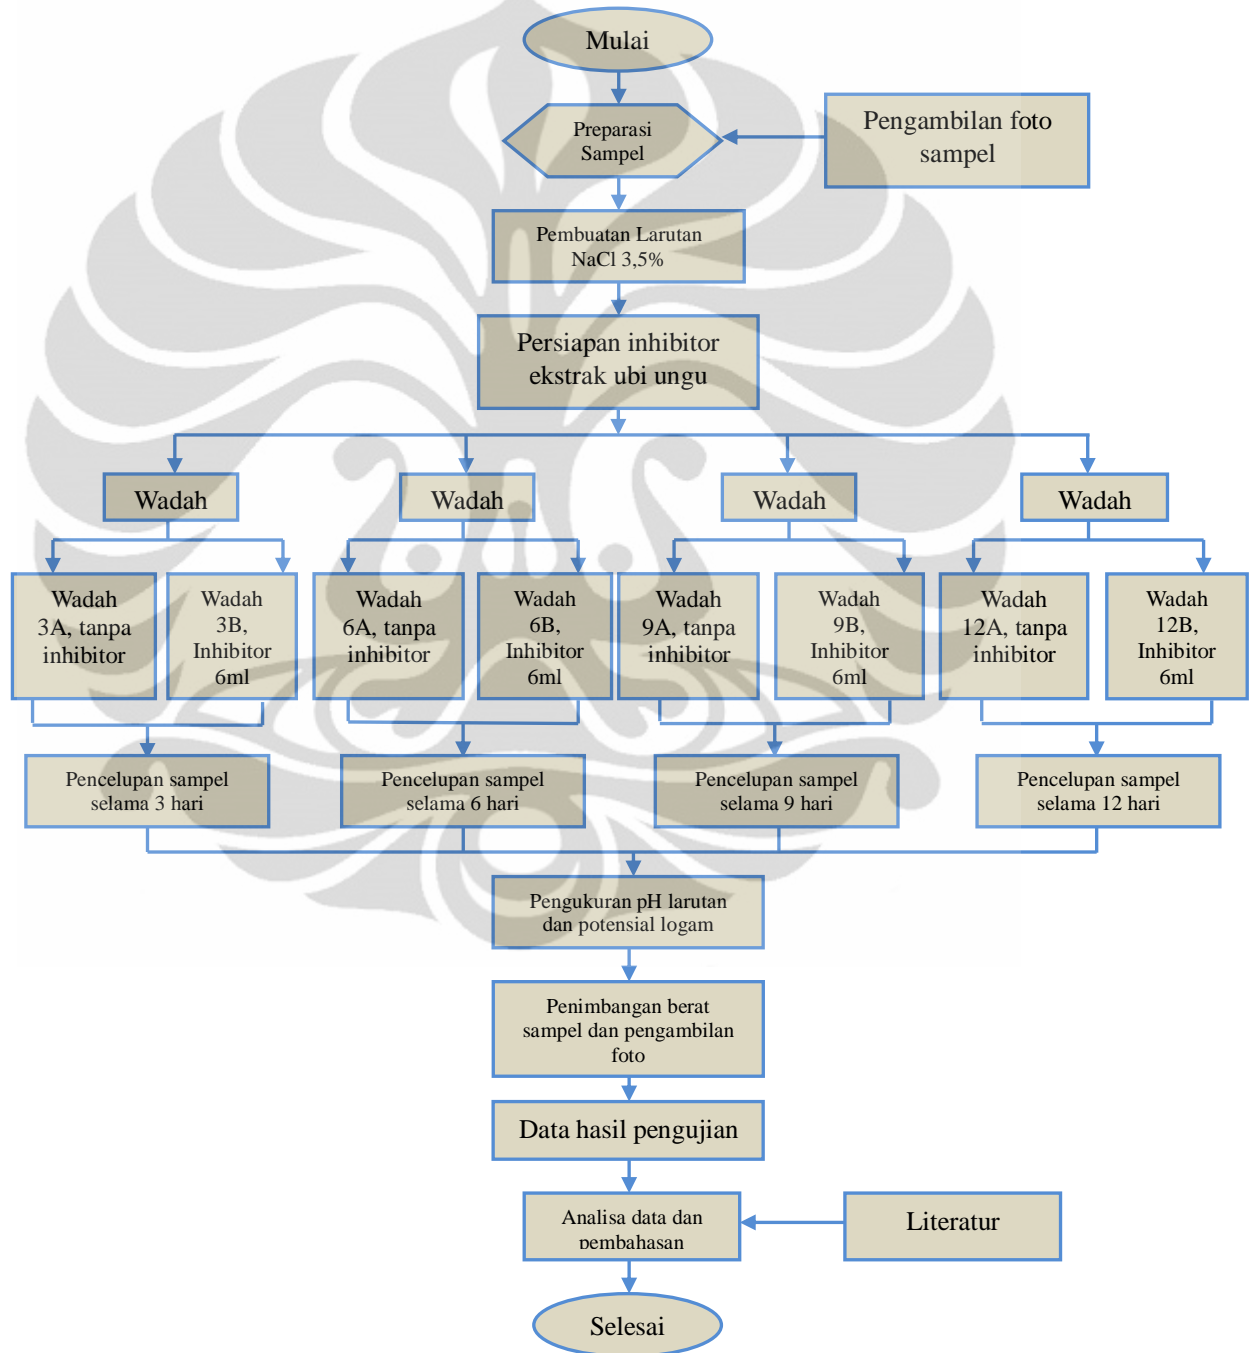 Mulai
Preparasi
Sampel
Pengambilan foto
sampel
Pembuatan Larutan
NaCl 3,5%
Persiapan inhibitor
ekstrak ubi ungu
Wadah
Wadah
Wadah
Wadah
Wadah
3A, tanpa
inhibitor
Wadah
3B,
Inhibitor
6ml
Wadah
6A, tanpa
inhibitor
Wadah
6B,
Inhibitor
6ml
Wadah
9A, tanpa
inhibitor
Wadah
9B,
Inhibitor
6ml
Wadah
12A, tanpa
inhibitor
Wadah
12B,
Inhibitor
6ml
Pencelupan sampel
selama 3 hari
Pencelupan sampel
selama 6 hari
Pencelupan sampel
selama 9 hari
Pencelupan sampel
selama 12 hari
Pengukuran pH larutan
dan potensial logam
Penimbangan berat
sampel dan pengambilan
foto
Data hasil pengujian
Analisa data dan
pembahasan
Literatur
Selesai